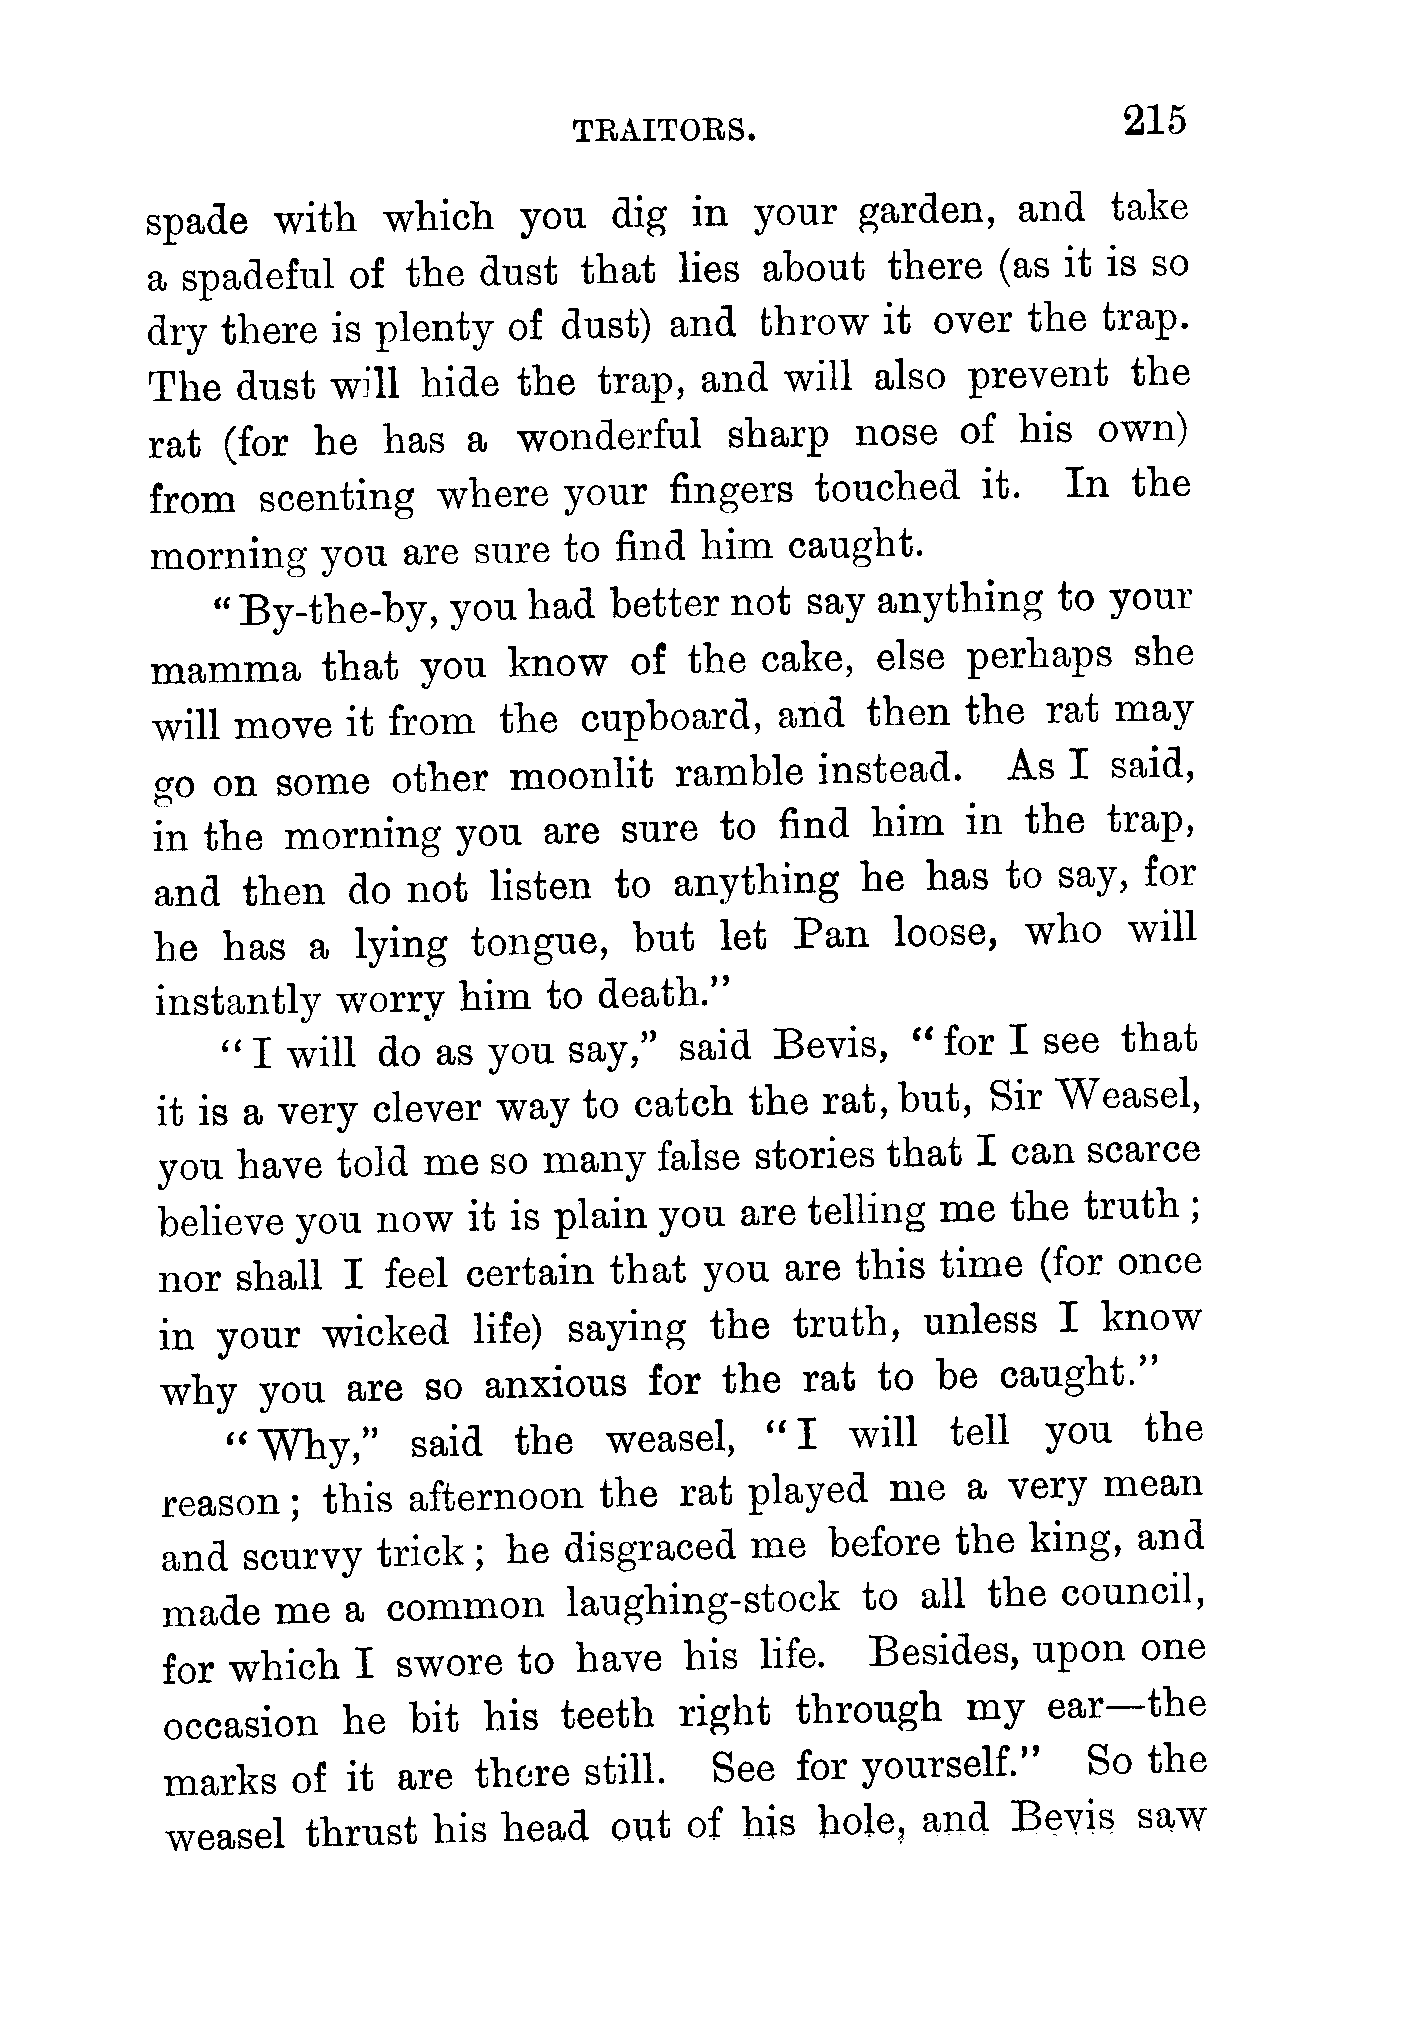 TRAITORS. 215
spade with which you dig in your garden, and take
a spadeful of the dust that lies about there (as it is so
dry there is plenty of dust) and throw it over the trap.
The dust will hide the trap, and will also prevent the
rat (for he has a wonderful sharp nose of his own)
from scenting where your fingers touched it. In the
morning you are sure to find him caught.
"By-the-by, you had better not say anything to your
mamma that you know of the cake, else perhaps she
will move it from the cupboard, and then the rat may
go on some other moonlit ramble instead. As I said,
in the morning you are sure to find him in the trap,
and then do not listen to anything he has to say, for
he has a lying tongue, but let Pan loose, who will
instantly worry him to death."
"I will do as you say," said Bevis, "for I see that
it is a very clever way to catch the rat, but, Sir Weasel,
you have told me so many false stories that I can scarce
believe you now it is plain you are telling me the truth;
nor shall I feel certain that you are this time (for once
in your wicked life) saying the truth, unless I know
why you are so anxious for the rat to be caught."
"Why," said the weasel, "I will tell you the
reason; this afternoon the rat played me a very mean
and scurvy trick; he disgraced me before the king, and
made me a common laughing-stock to all the council,
for which I swore to have his life. Besides, upon one
occasion he bit his teeth right through my ear—the
marks of it are there still. See for yourself." So the
weasel thrust his head out of his hole, and Bevis saw